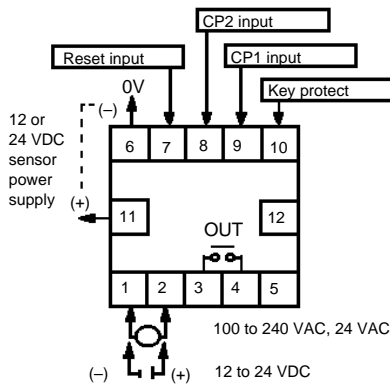 CP2 input
Reset input
CP1 input
0V
Key protect
12 or
24 VDC
sensor
power
supply
(–)
(+)
6 7 8 9 10
11 12
OUT
1 2 3 4 5
100 to 240 VAC, 24 VAC
(–) (+) 12 to 24 VDC